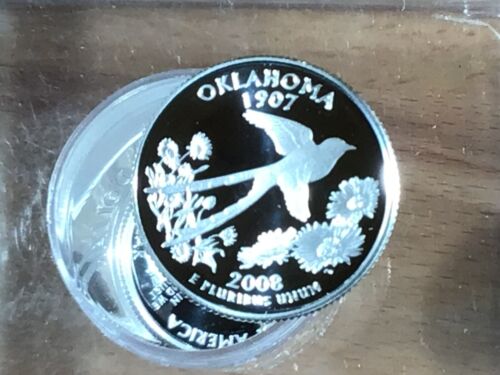 OKLAHOMA
1907
2008
E PLURIBUS UNUM
AMERICA